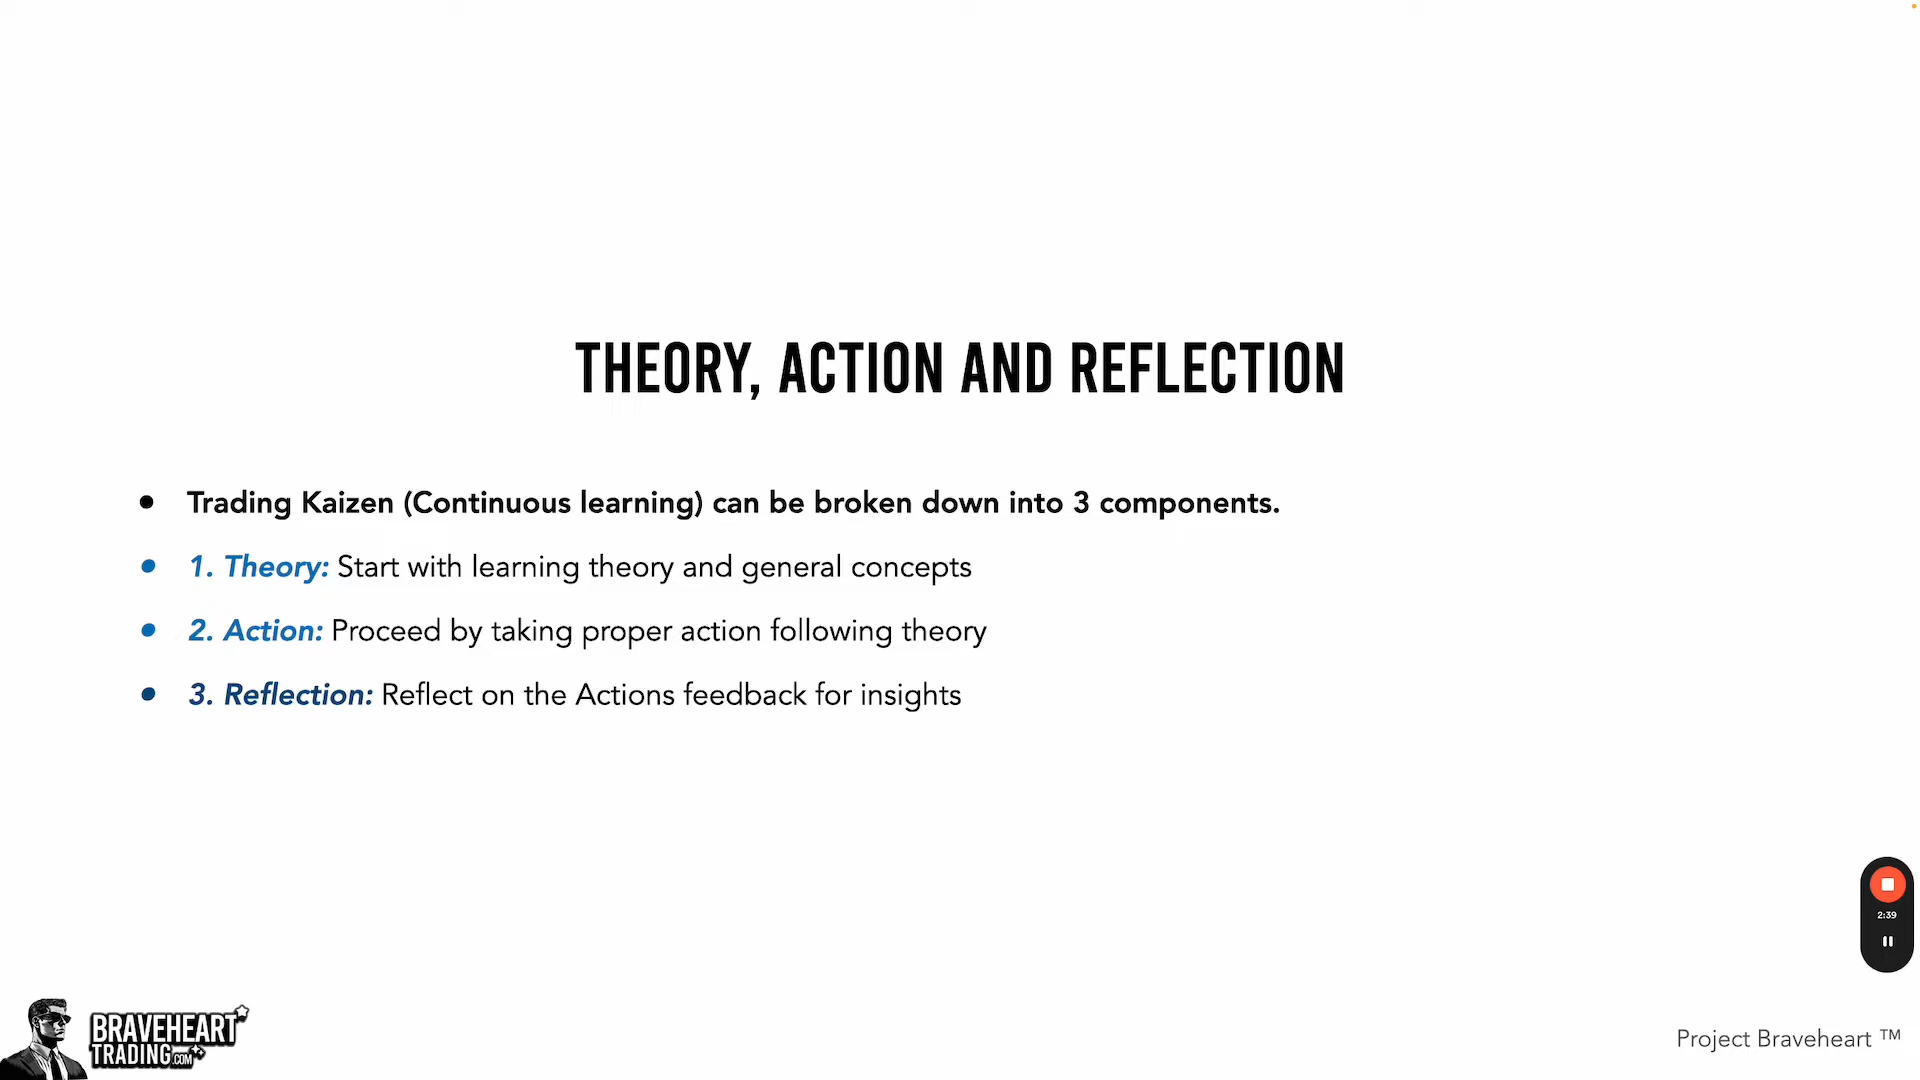 THEORY, ACTION AND REFLECTION
• Trading Kaizen (Continuous learning) can be broken down into 3 components.
• 1. Theory: Start with learning theory and general concepts
• 2. Action: Proceed by taking proper action following theory
• 3. Reflection: Reflect on the Actions feedback for insights
2:39
BRAVEHEART
TRADING.COM
Project Braveheart ™